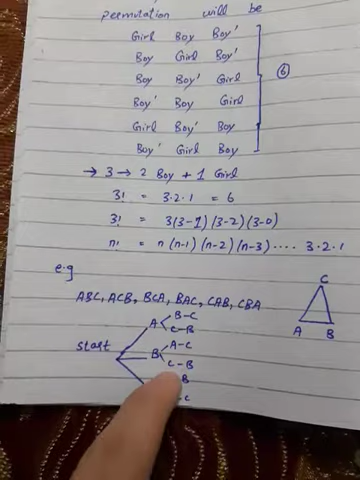 permutation will be
Girl Boy Boy'
Boy Girl Boy'
Boy Boy' Girl
Boy' Boy Girl
Girl Boy' Boy
Boy' Girl Boy
6
→ 3 → 2 Boy + 1 Girl
3! = 3·2·1 = 6
3! = 3(3-1)(3-2)(3-0)
n! = n(n-1)(n-2)(n-3)···· 3·2·1
e.g
ABC, ACB, BCA, BAC, CAB, CBA
C
A B
start
A B-C
C-B
B A-C
C-B
B
C